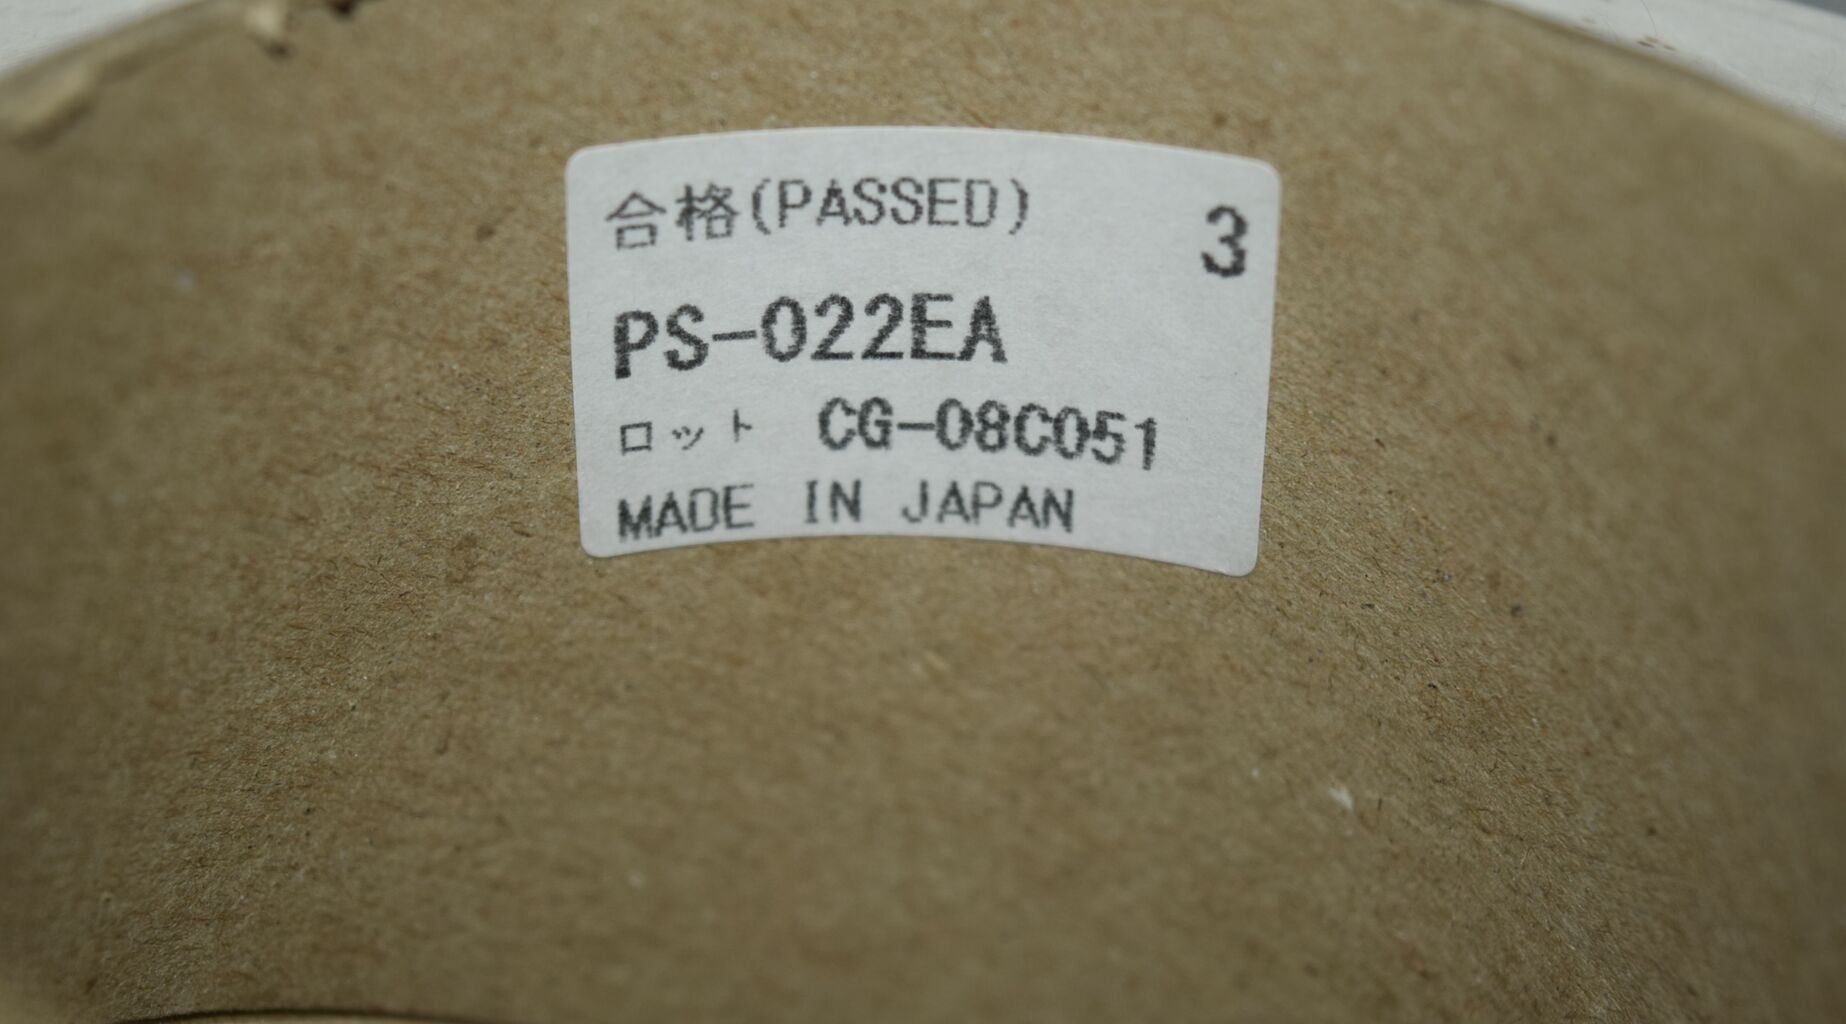 合格(PASSED) 3
PS-022EA
ロット CG-08C051
MADE IN JAPAN